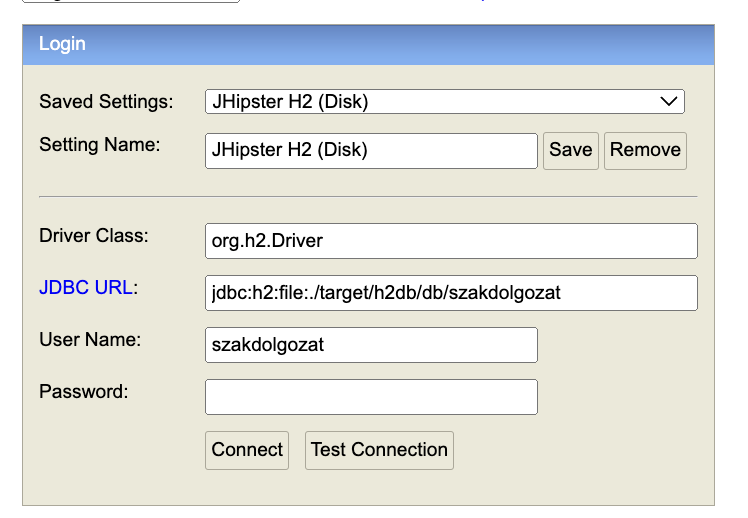 Login
Saved Settings: JHipster H2 (Disk)
Setting Name: JHipster H2 (Disk) Save Remove
Driver Class: org.h2.Driver
JDBC URL: jdbc:h2:file:./target/h2db/db/szakdolgozat
User Name: szakdolgozat
Password:
Connect Test Connection